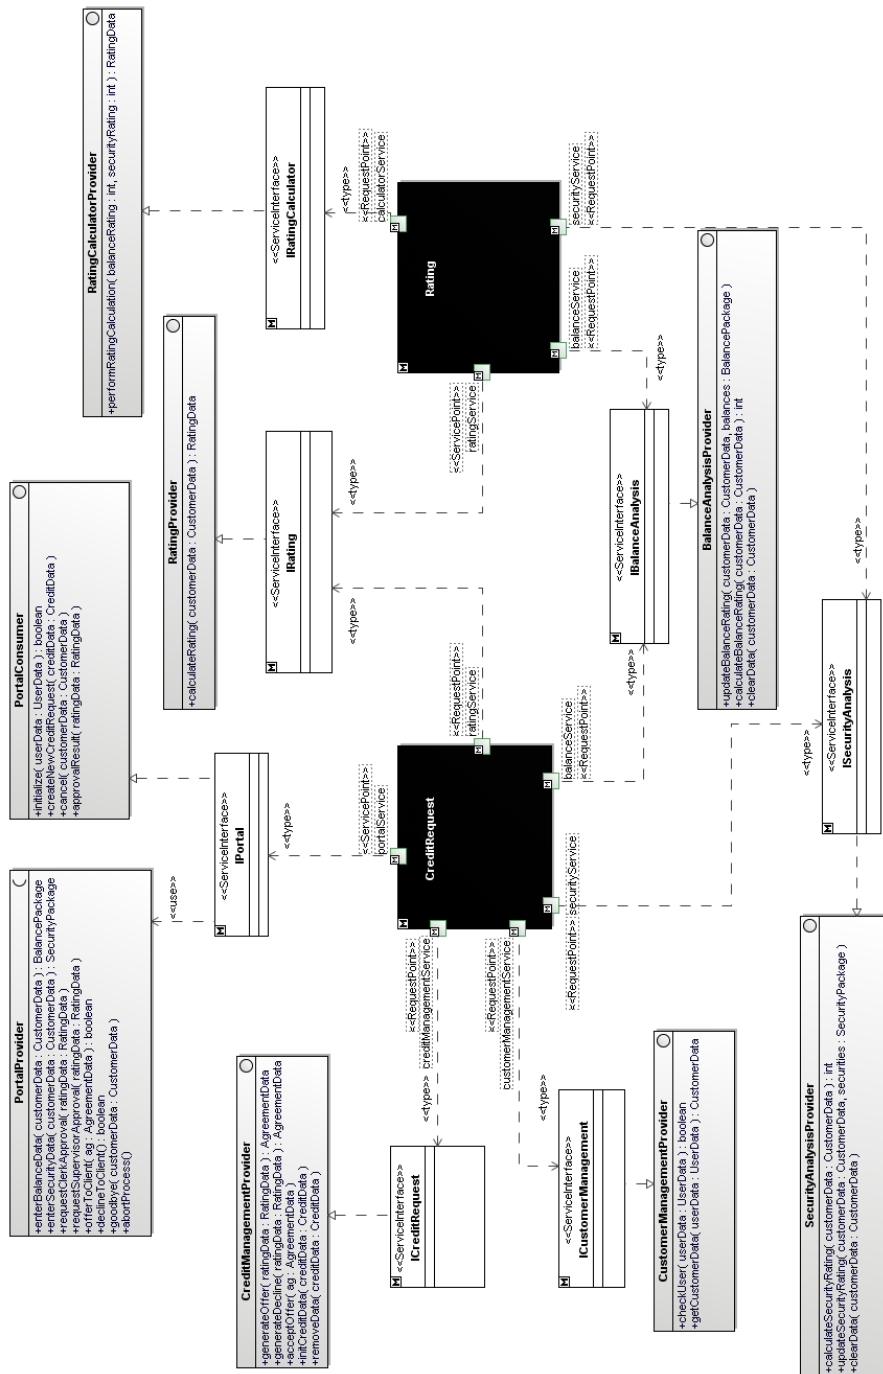 PortalProvider
+enterBalanceData( customerData : CustomerData ) : BalancePackage
+enterSecurityData( customerData : CustomerData ) : SecurityPackage
+requestClerkApproval( ratingData : RatingData )
+requestSupervisorApproval( ratingData : RatingData )
+offerToClient( ag : AgreementData ) : boolean
+declineToClient() : boolean
+goodbye( customerData : CustomerData )
+abortProcess()
PortalConsumer
+initialize( userData : UserData ) : boolean
+createNewCreditRequest( creditData : CreditData )
+cancel( customerData : CustomerData )
+approvalResult( ratingData : RatingData )
RatingCalculatorProvider
+performRatingCalculation( balanceRating : int, securityRating : int ) : RatingData
RatingProvider
+calculateRating( customerData : CustomerData ) : RatingData
<<use>>
<<ServiceInterface>>
IPortal
<<type>>
CreditManagementProvider
+generateOffer( ratingData : RatingData ) : AgreementData
+generateDecline( ratingData : RatingData ) : AgreementData
+acceptOffer( ag : AgreementData )
+initCreditData( creditData : CreditData )
+removeData( creditData : CreditData )
<<ServiceInterface>>
IRating
<<type>>
<<type>>
<<ServiceInterface>>
IRatingCalculator
<<type>>
<<ServicePoint>>
portalService
<<RequestPoint>>
calculatorService
<<ServiceInterface>>
ICreditRequest
<<type>>
<<RequestPoint>>
creditManagementService
CreditRequest
<<RequestPoint>>
ratingService
<<ServicePoint>>
ratingService
Rating
<<RequestPoint>>
customerManagementService
<<type>>
<<ServiceInterface>>
ICustomerManagement
<<RequestPoint>> securityService
balanceService
<<RequestPoint>>
balanceService
<<RequestPoint>>
securityService
<<RequestPoint>>
<<type>>
<<ServiceInterface>>
IBalanceAnalysis
<<type>>
CustomerManagementProvider
+checkUser( userData : UserData ) : boolean
+getCustomerData( userData : UserData ) : CustomerData
BalanceAnalysisProvider
+updateBalanceRating( customerData : CustomerData, balances : BalancePackage )
+calculateBalanceRating( customerData : CustomerData ) : int
+clearData( customerData : CustomerData )
SecurityAnalysisProvider
+calculateSecurityRating( customerData : CustomerData ) : int
+updateSecurityRating( customerData : CustomerData, securities : SecurityPackage )
+clearData( customerData : CustomerData )
<<type>>
<<ServiceInterface>>
ISecurityAnalysis
<<type>>